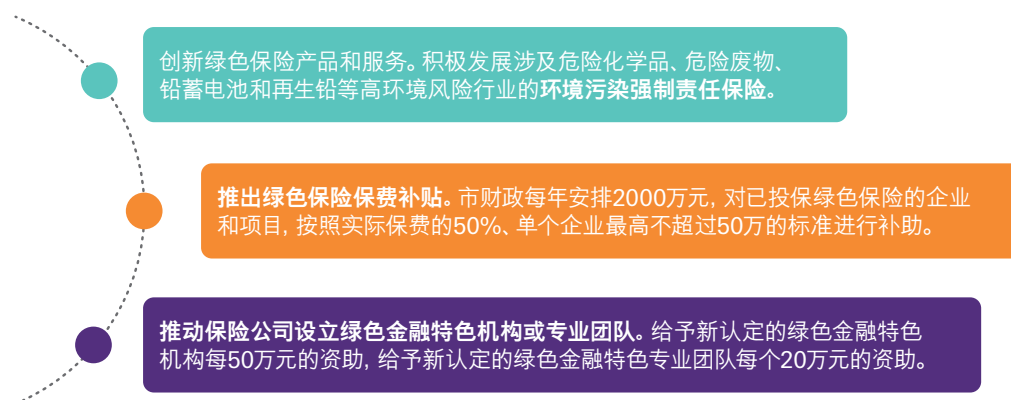 创新绿色保险产品和服务。积极发展涉及危险化学品、危险废物、
铅蓄电池和再生铅等高环境风险行业的环境污染强制责任保险。
推出绿色保险保费补贴。市财政每年安排2000万元, 对已投保绿色保险的企业
和项目, 按照实际保费的50%、单个企业最高不超过50万的标准进行补助。
推动保险公司设立绿色金融特色机构或专业团队。给予新认定的绿色金融特色
机构每50万元的资助, 给予新认定的绿色金融特色专业团队每个20万元的资助。